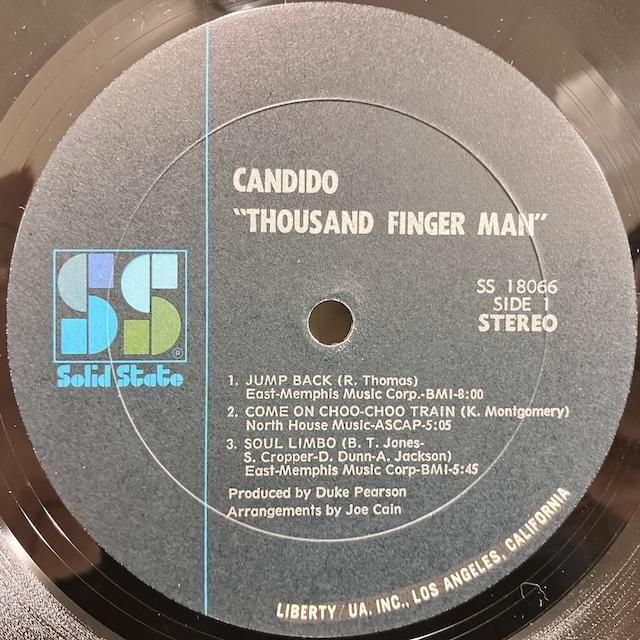 CANDIDO
"THOUSAND FINGER MAN"
SS 18066
SIDE 1
STEREO
SS
®
Solid State
1. JUMP BACK (R. Thomas)
East-Memphis Music Corp.-BMI-8:00
2. COME ON CHOO-CHOO TRAIN (K. Montgomery)
North House Music-ASCAP-5:05
3. SOUL LIMBO (B. T. Jones-
S. Cropper-D. Dunn-A. Jackson)
East-Memphis Music Corp-BMI-5:45
Produced by Duke Pearson
Arrangements by Joe Cain
LIBERTY/UA, INC., LOS ANGELES, CALIFORNIA